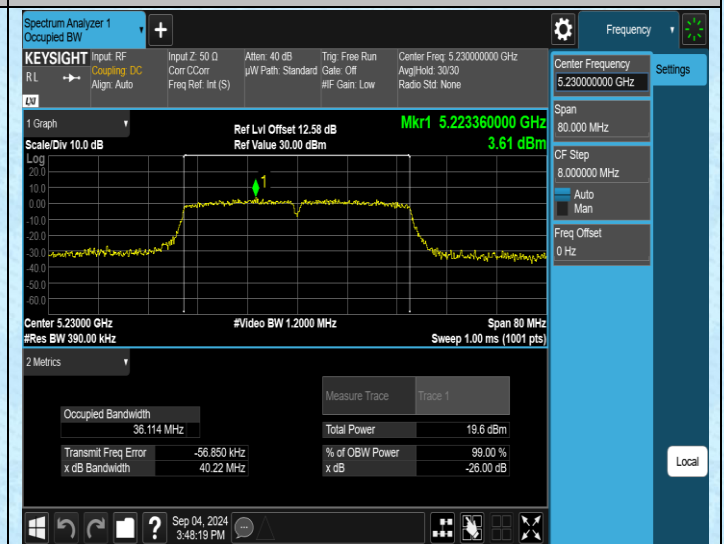 Spectrum Analyzer 1
Occupied BW
Frequency
KEYSIGHT
R L
LXI
Input: RF
Coupling: DC
Align: Auto
Input Z: 50 Ω
Corr CCorr
Freq Ref: Int (S)
Atten: 40 dB
µW Path: Standard
Trig: Free Run
Gate: Off
#IF Gain: Low
Center Freq: 5.230000000 GHz
Avg|Hold: 30/30
Radio Std: None
Center Frequency
5.230000000 GHz
Settings
Span
80.000 MHz
CF Step
8.000000 MHz
Auto
Man
Freq Offset
0 Hz
1 Graph
Scale/Div 10.0 dB
Ref Lvl Offset 12.58 dB
Ref Value 30.00 dBm
Mkr1 5.223360000 GHz
3.61 dBm
Log
20.0
10.0
0.00
-10.0
-20.0
-30.0
-40.0
-50.0
-60.0
1
Center 5.23000 GHz
#Res BW 390.00 kHz
#Video BW 1.2000 MHz
Span 80 MHz
Sweep 1.00 ms (1001 pts)
2 Metrics
Measure Trace
Trace 1
Occupied Bandwidth
36.114 MHz
Total Power
19.6 dBm
Transmit Freq Error
-56.850 kHz
% of OBW Power
99.00 %
x dB Bandwidth
40.22 MHz
x dB
-26.00 dB
Local
?
Sep 04, 2024
3:48:19 PM